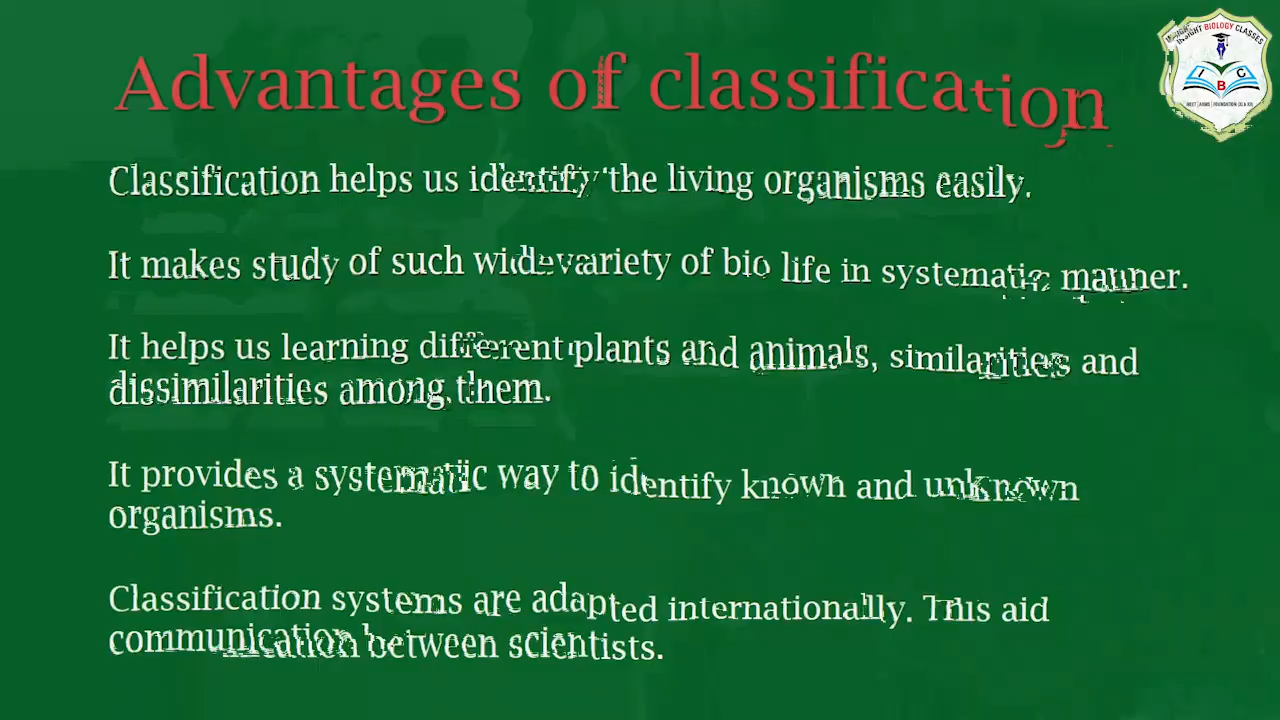 Advantages of classification
INSIGHT BIOLOGY CLASSES
I B C
Classification helps us identify the living organisms easily.
It makes study of such wide variety of bio life in systematic manner.
It helps us learning different plants and animals, similarities and
dissimilarities among them.
It provides a systematic way to identify known and unknown
organisms.
Classification systems are adapted internationally. This aid
communication between scientists.